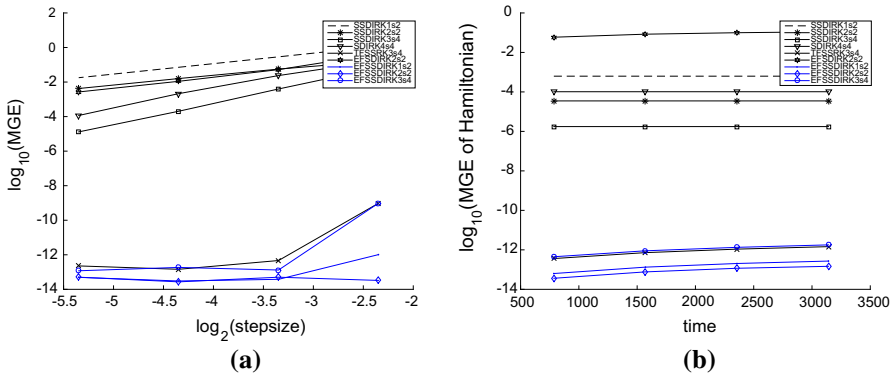 SSDIRK1s2
SSDIRK2s2
SSDIRK3s4
SDIRK4s4
TESSRK3s4
EFSDIRK2s2
EFSSDIRK1s2
EFSSDIRK2s2
EFSSDIRK3s4
2
0
-2
-4
-6
-8
-10
-12
-14
log10(MGE)
-5.5 -5 -4.5 -4 -3.5 -3 -2.5 -2
log2(stepsize)
(a)
SSDIRK1s2
SSDIRK2s2
SSDIRK3s4
SDIRK4s4
TESSRK3s4
EFSDIRK2s2
EFSSDIRK1s2
EFSSDIRK2s2
EFSSDIRK3s4
0
-2
-4
-6
-8
-10
-12
-14
log10(MGE of Hamiltonian)
500 1000 1500 2000 2500 3000 3500
time
(b)